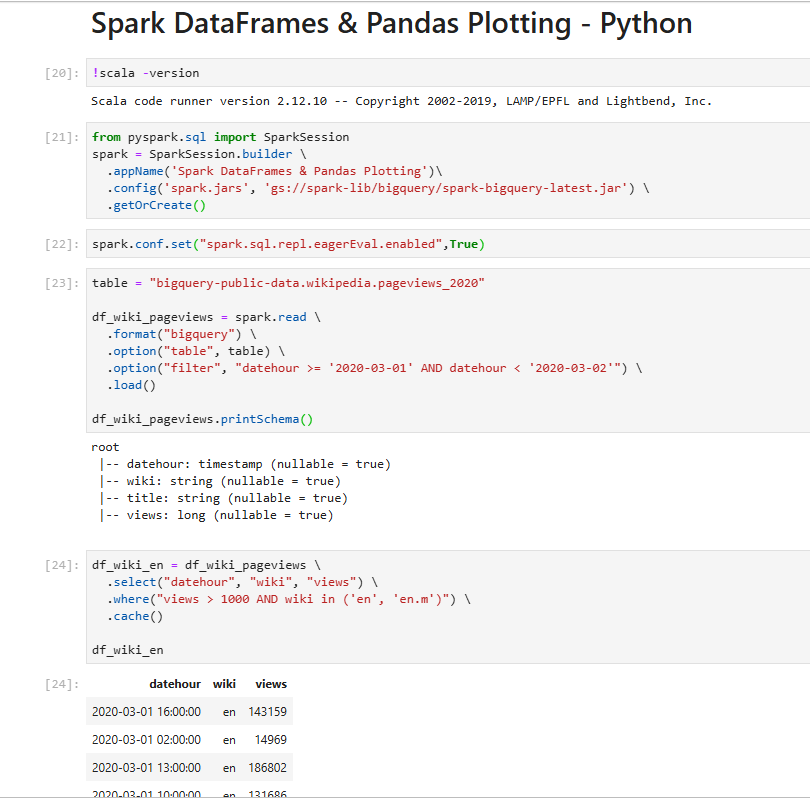 Spark DataFrames & Pandas Plotting - Python
[20]: !scala -version
Scala code runner version 2.12.10 -- Copyright 2002-2019, LAMP/EPFL and Lightbend, Inc.
[21]: from pyspark.sql import SparkSession
spark = SparkSession.builder \
  .appName('Spark DataFrames & Pandas Plotting')\
  .config('spark.jars', 'gs://spark-lib/bigquery/spark-bigquery-latest.jar') \
  .getOrCreate()
[22]: spark.conf.set("spark.sql.repl.eagerEval.enabled",True)
[23]: table = "bigquery-public-data.wikipedia.pageviews_2020"
df_wiki_pageviews = spark.read \
  .format("bigquery") \
  .option("table", table) \
  .option("filter", "datehour >= '2020-03-01' AND datehour < '2020-03-02'") \
  .load()
df_wiki_pageviews.printSchema()
root
 |-- datehour: timestamp (nullable = true)
 |-- wiki: string (nullable = true)
 |-- title: string (nullable = true)
 |-- views: long (nullable = true)
[24]: df_wiki_en = df_wiki_pageviews \
  .select("datehour", "wiki", "views") \
  .where("views > 1000 AND wiki in ('en', 'en.m')") \
  .cache()
df_wiki_en
[24]: datehour wiki views
2020-03-01 16:00:00 en 143159
2020-03-01 02:00:00 en 14969
2020-03-01 13:00:00 en 186802
2020-03-01 10:00:00 en 131686